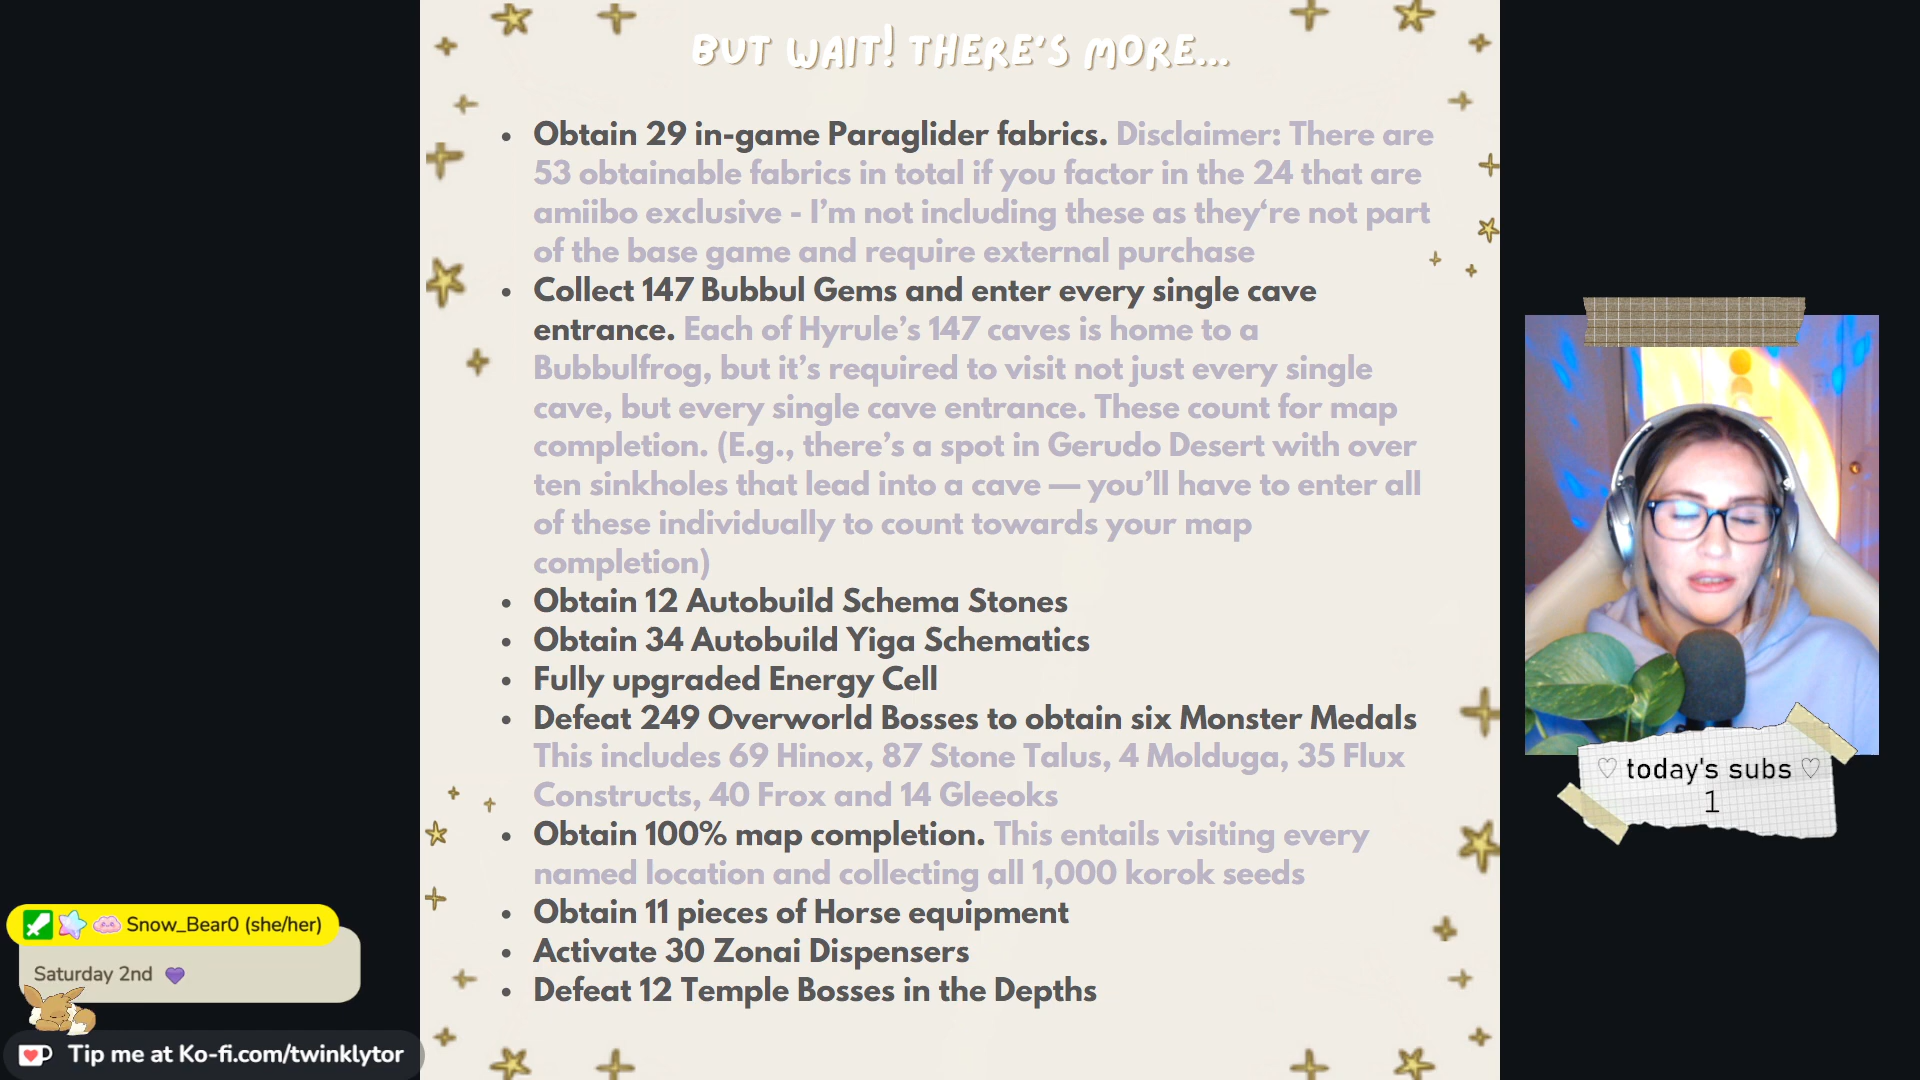 BUT WAIT! THERE'S MORE...
• Obtain 29 in-game Paraglider fabrics. Disclaimer: There are
53 obtainable fabrics in total if you factor in the 24 that are
amiibo exclusive - I'm not including these as they‘re not part
of the base game and require external purchase
• Collect 147 Bubbul Gems and enter every single cave
entrance. Each of Hyrule's 147 caves is home to a
Bubbulfrog, but it's required to visit not just every single
cave, but every single cave entrance. These count for map
completion. (E.g., there's a spot in Gerudo Desert with over
ten sinkholes that lead into a cave — you'll have to enter all
of these individually to count towards your map
completion)
• Obtain 12 Autobuild Schema Stones
• Obtain 34 Autobuild Yiga Schematics
• Fully upgraded Energy Cell
• Defeat 249 Overworld Bosses to obtain six Monster Medals
This includes 69 Hinox, 87 Stone Talus, 4 Molduga, 35 Flux
Constructs, 40 Frox and 14 Gleeoks
• Obtain 100% map completion. This entails visiting every
named location and collecting all 1,000 korok seeds
• Obtain 11 pieces of Horse equipment
• Activate 30 Zonai Dispensers
• Defeat 12 Temple Bosses in the Depths
♡ today's subs ♡
1
Snow_Bear0 (she/her)
Saturday 2nd 💜
Tip me at Ko-fi.com/twinklytor